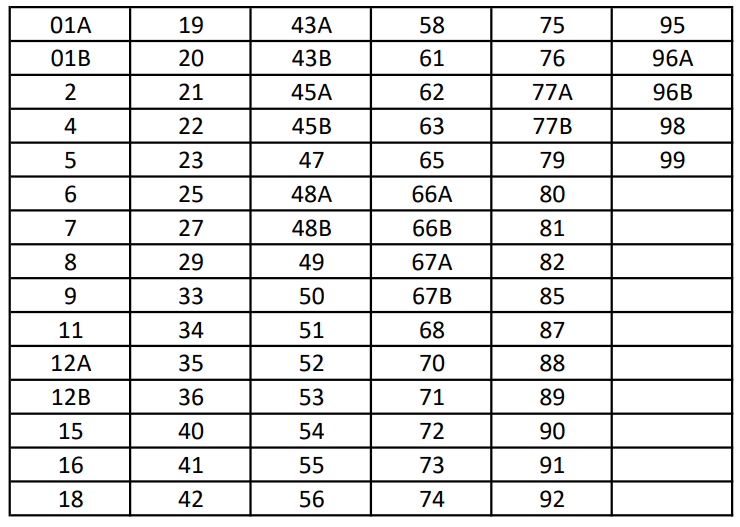 01A 19 43A 58 75 95
01B 20 43B 61 76 96A
2 21 45A 62 77A 96B
4 22 45B 63 77B 98
5 23 47 65 79 99
6 25 48A 66A 80
7 27 48B 66B 81
8 29 49 67A 82
9 33 50 67B 85
11 34 51 68 87
12A 35 52 70 88
12B 36 53 71 89
15 40 54 72 90
16 41 55 73 91
18 42 56 74 92